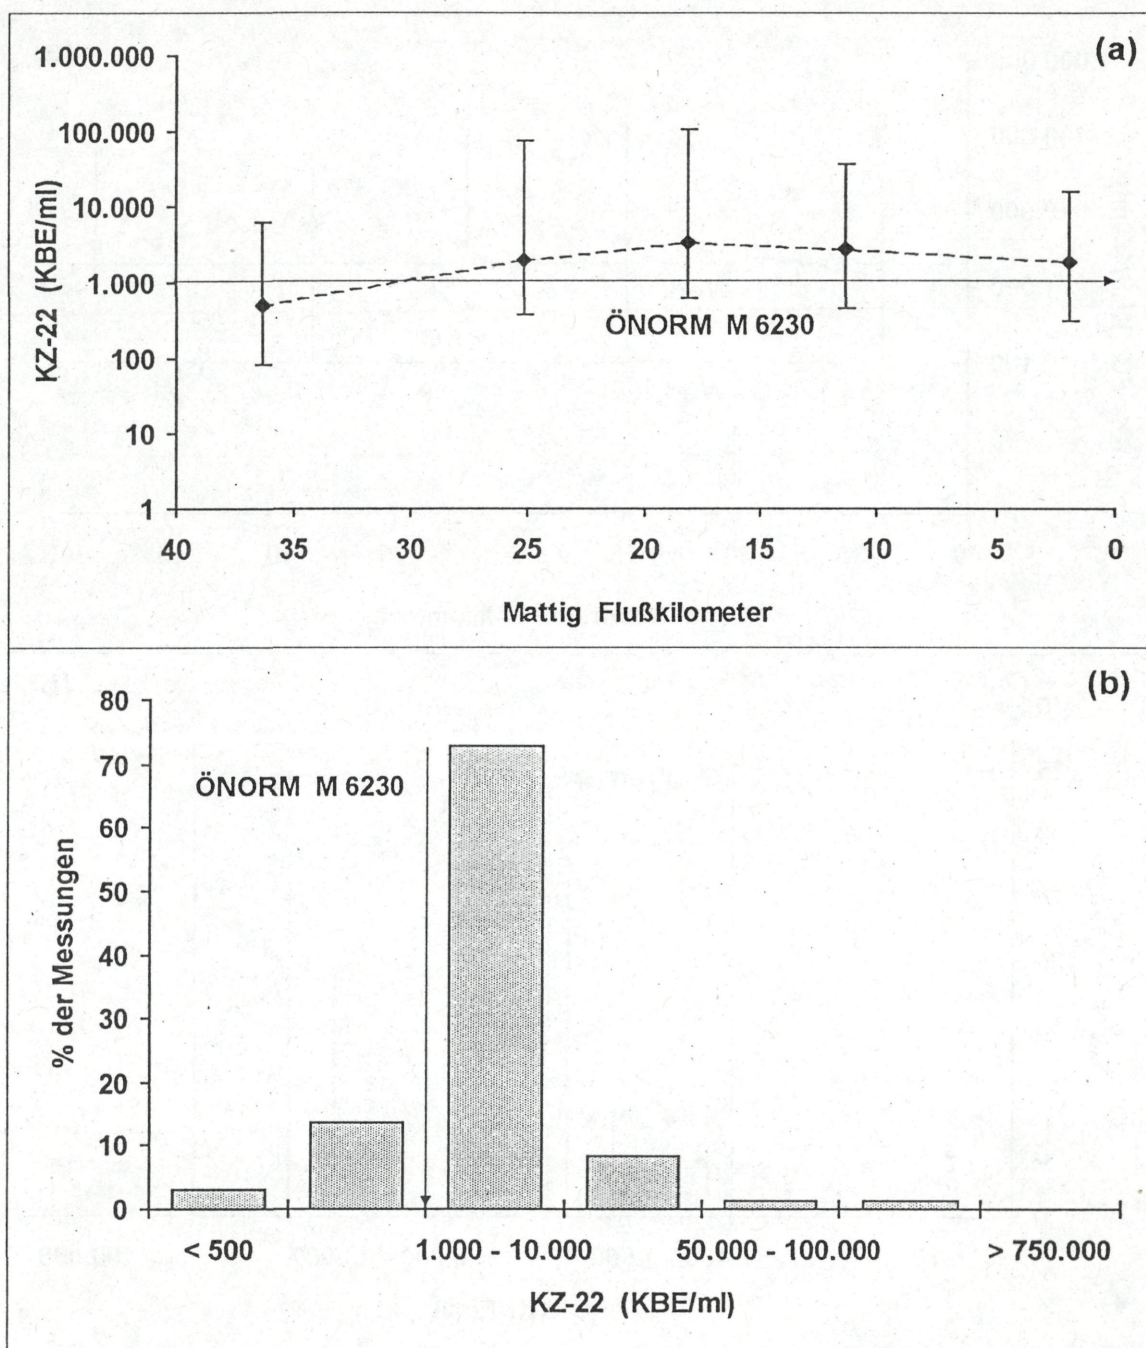 (a)
1.000.000
100.000
10.000
1.000
100
10
1
KZ-22 (KBE/ml)
ÖNORM M 6230
40 35 30 25 20 15 10 5 0
Mattig Flußkilometer
(b)
80
70
60
50
40
30
20
10
0
% der Messungen
ÖNORM M 6230
< 500 1.000 - 10.000 50.000 - 100.000 > 750.000
KZ-22 (KBE/ml)